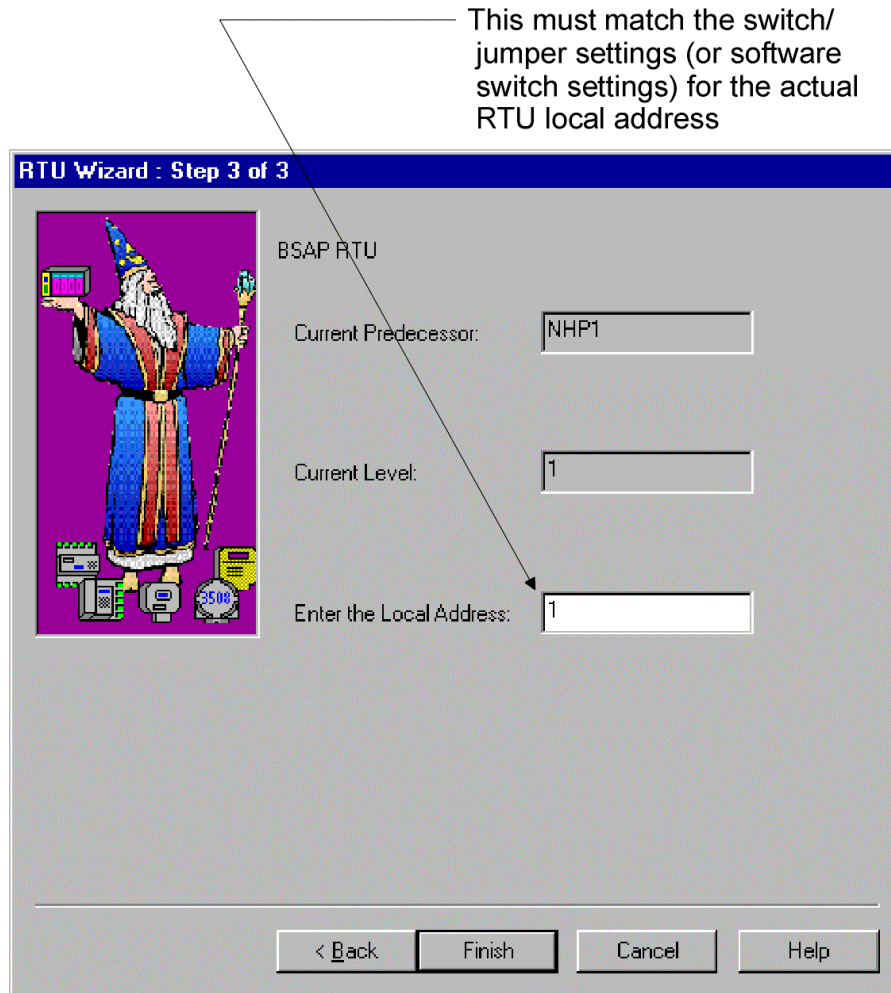 This must match the switch/
jumper settings (or software
switch settings) for the actual
RTU local address
RTU Wizard : Step 3 of 3
BSAP RTU
Current Predecessor:
NHP1
Current Level:
1
3508
Enter the Local Address:
1
< Back
Finish
Cancel
Help